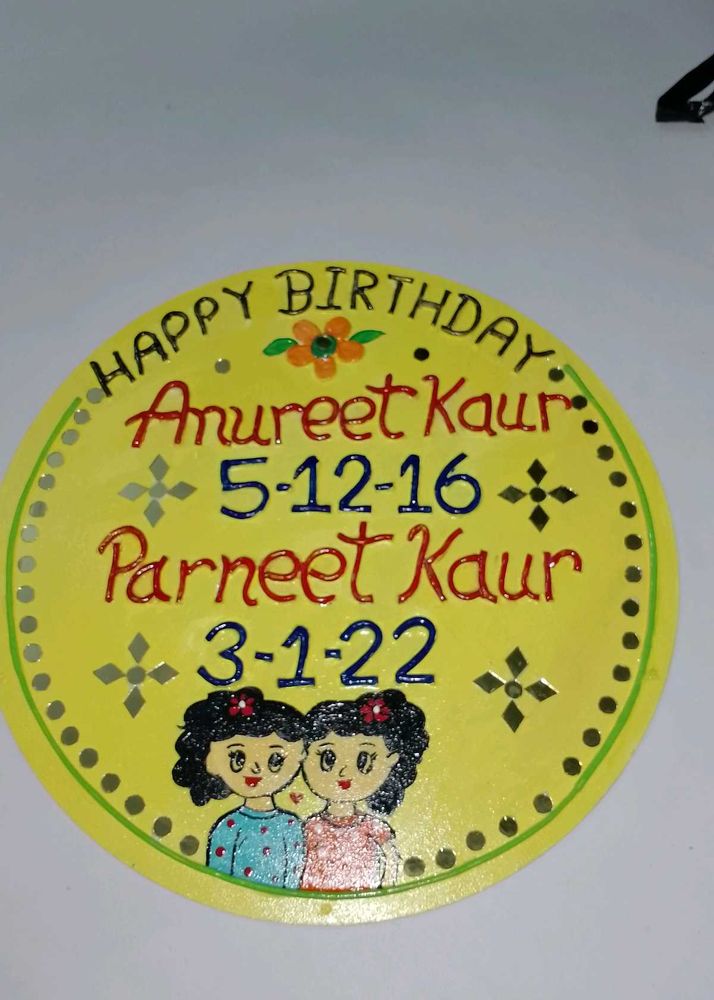 HAPPY BIRTHDAY
Anureet Kaur
5-12-16
Parneet Kaur
3-1-22